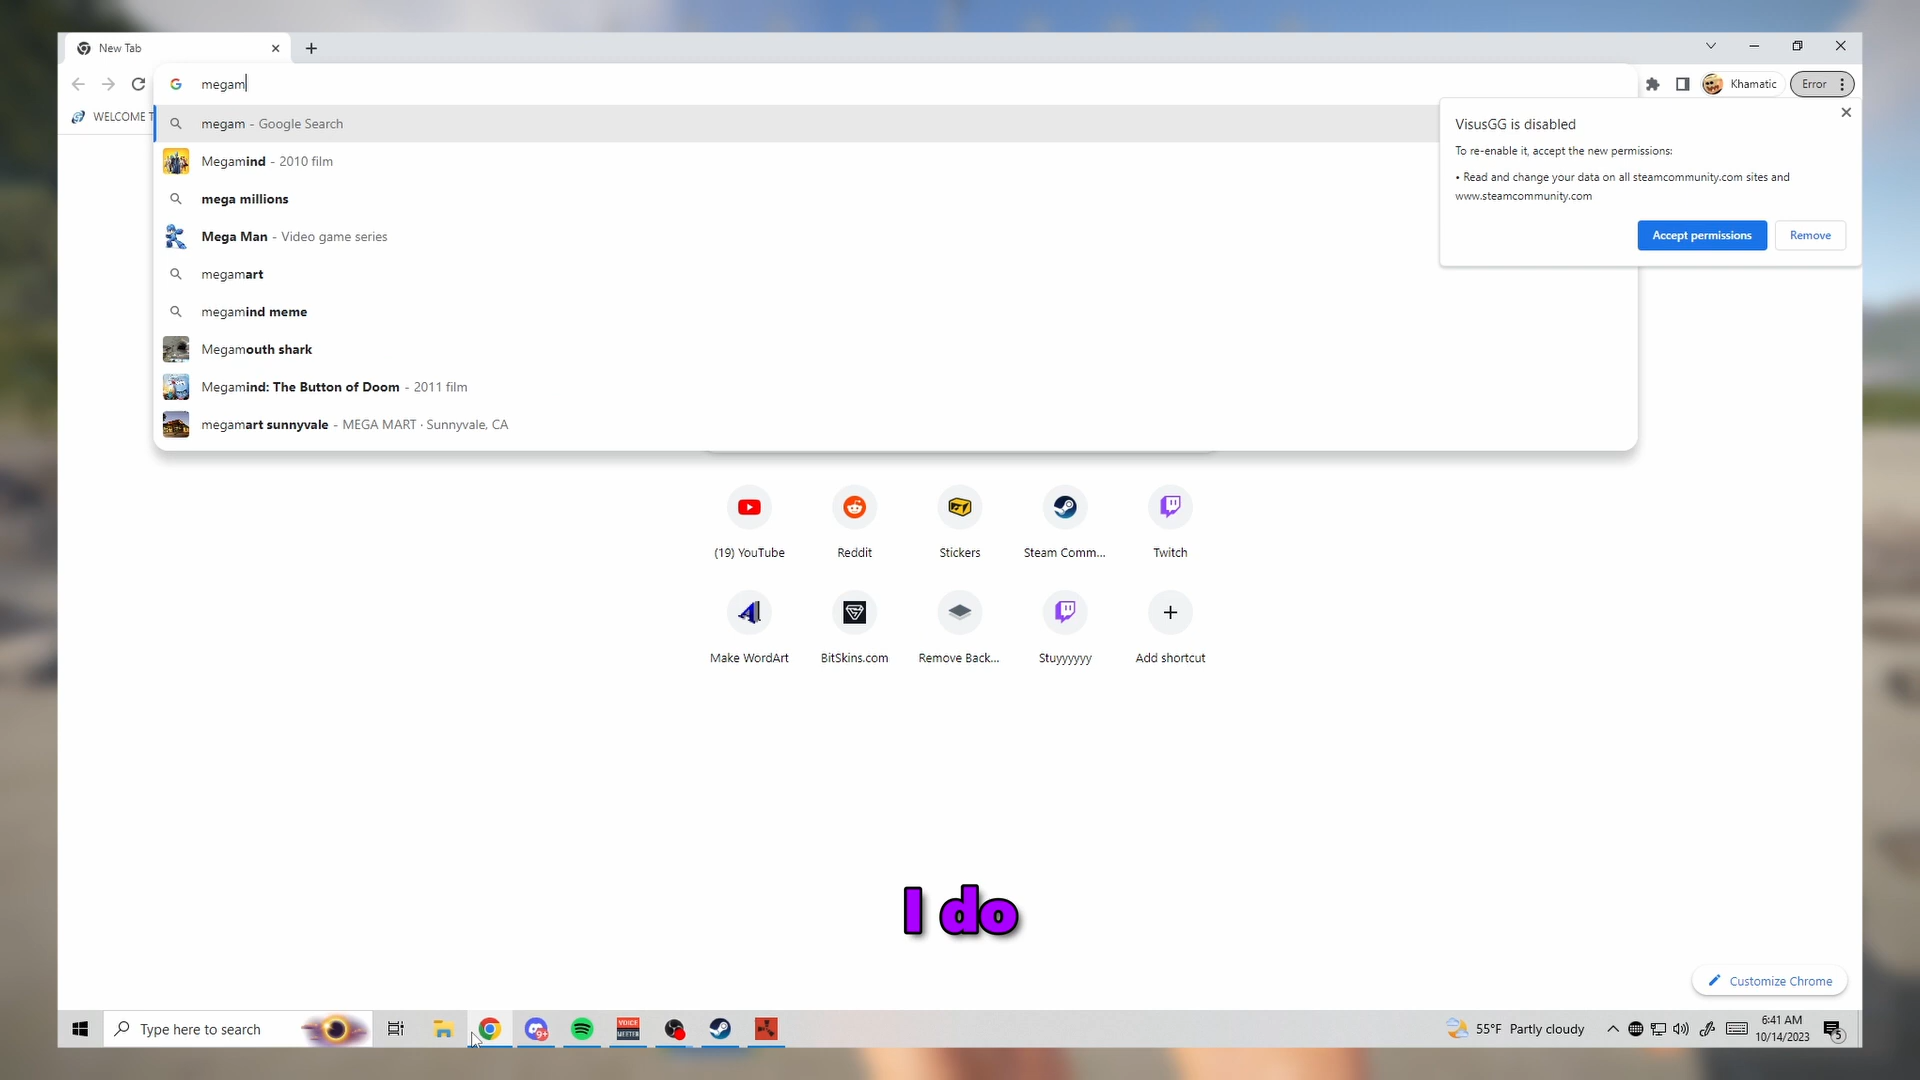 New Tab
megam
Khamatic
Error
WELCOME T
megam - Google Search
Megamind - 2010 film
mega millions
Mega Man - Video game series
megamart
megamind meme
Megamouth shark
Megamind: The Button of Doom - 2011 film
megamart sunnyvale - MEGA MART · Sunnyvale, CA
VisusGG is disabled
To re-enable it, accept the new permissions:
• Read and change your data on all steamcommunity.com sites and
www.steamcommunity.com
Accept permissions
Remove
(19) YouTube
Reddit
Stickers
Steam Comm...
Twitch
Make WordArt
BitSkins.com
Remove Back...
Stuyyyyyy
Add shortcut
I do
Customize Chrome
Type here to search
9+
VOICE
MEETER
55°F Partly cloudy
6:41 AM
10/14/2023
5